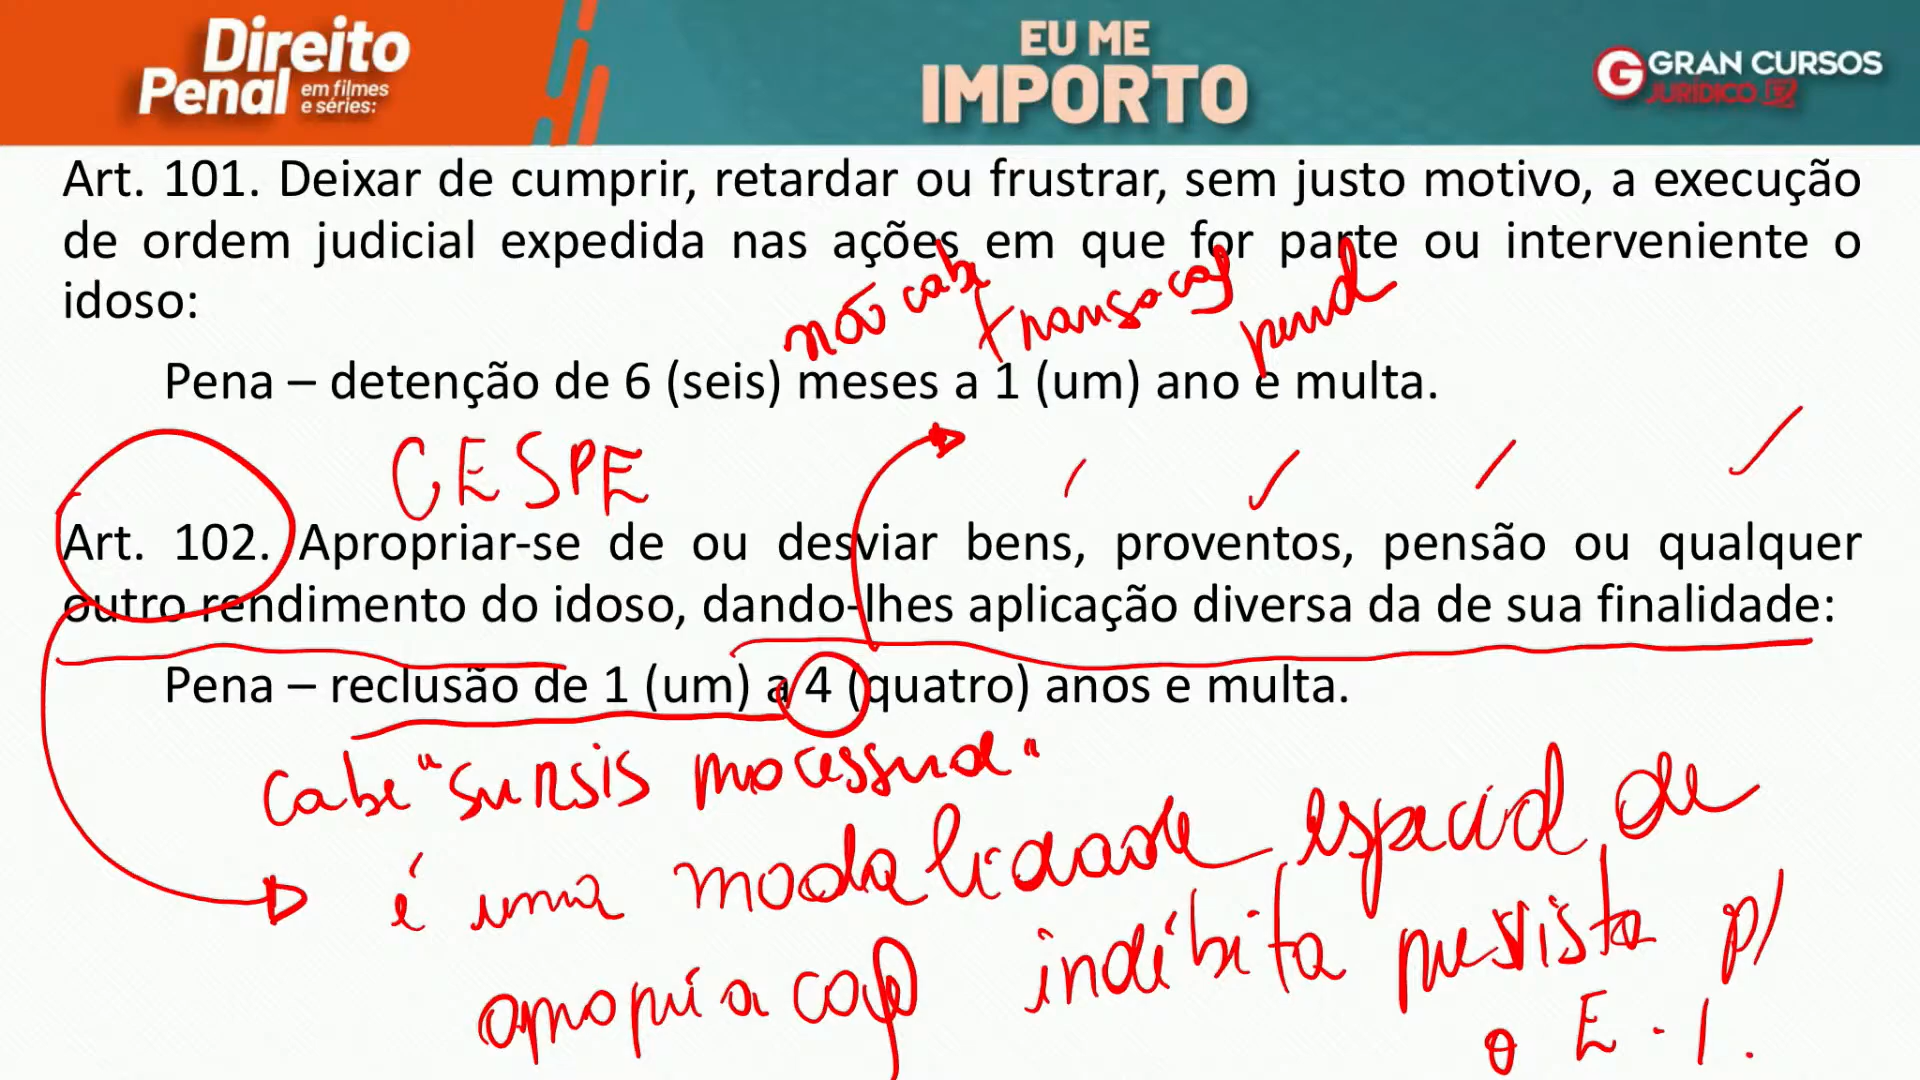 Direito
Penal em filmes
e séries:
EU ME
IMPORTO
GRAN CURSOS
JURÍDICO
Art. 101. Deixar de cumprir, retardar ou frustrar, sem justo motivo, a execução
de ordem judicial expedida nas ações em que for parte ou interveniente o
idoso:
não cabe transação penal
Pena – detenção de 6 (seis) meses a 1 (um) ano e multa.
CESPE
Art. 102. Apropriar-se de ou desviar bens, proventos, pensão ou qualquer
outro rendimento do idoso, dando-lhes aplicação diversa da de sua finalidade:
Pena – reclusão de 1 (um) a 4 (quatro) anos e multa.
cabe "sursis processual"
é uma modalidade especial de
apropriação indébita prevista p/
o E.I.